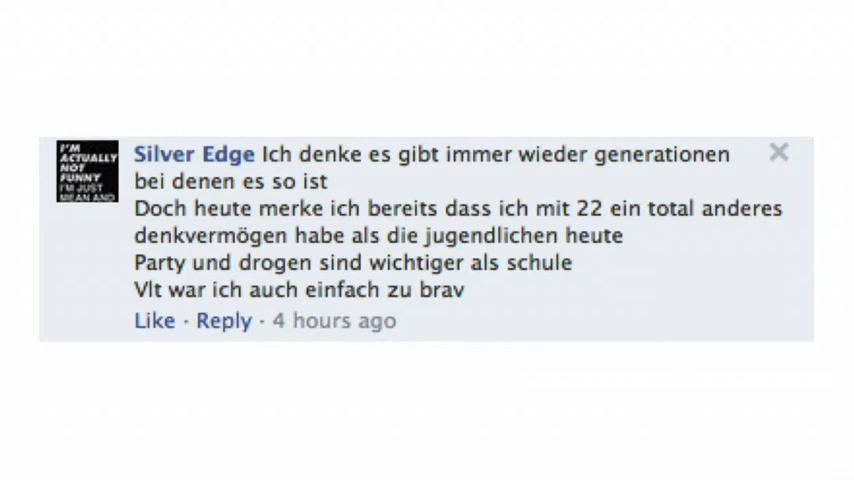 I'M
ACTUALLY
NOT
FUNNY
I'M JUST
MEAN AND
Silver Edge Ich denke es gibt immer wieder generationen
bei denen es so ist
Doch heute merke ich bereits dass ich mit 22 ein total anderes
denkvermögen habe als die jugendlichen heute
Party und drogen sind wichtiger als schule
Vlt war ich auch einfach zu brav
Like · Reply · 4 hours ago